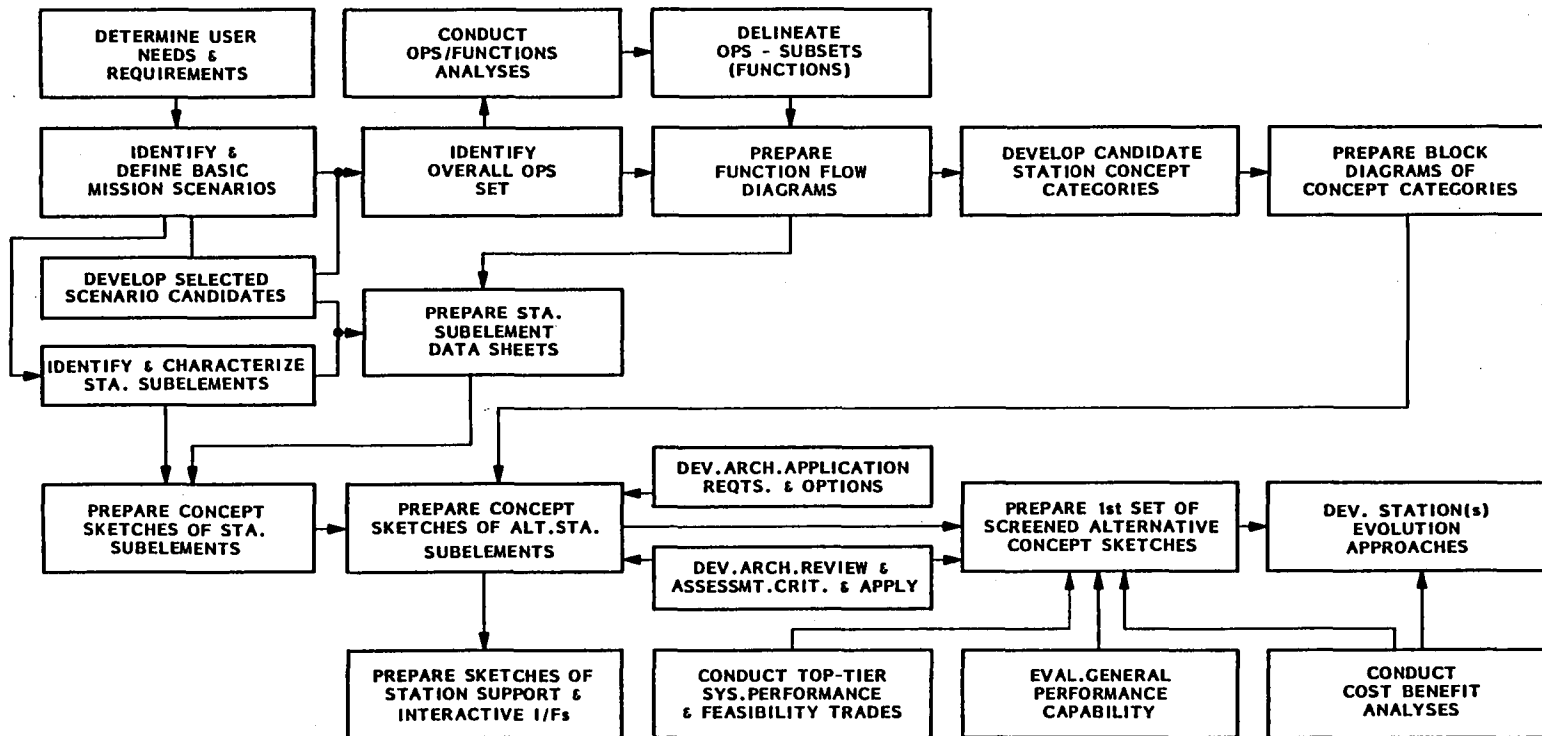 DETERMINE USER
NEEDS &
REQUIREMENTS
CONDUCT
OPS/FUNCTIONS
ANALYSES
DELINEATE
OPS - SUBSETS
(FUNCTIONS)
IDENTIFY &
DEFINE BASIC
MISSION SCENARIOS
IDENTIFY
OVERALL OPS
SET
PREPARE
FUNCTION FLOW
DIAGRAMS
DEVELOP CANDIDATE
STATION CONCEPT
CATEGORIES
PREPARE BLOCK
DIAGRAMS OF
CONCEPT CATEGORIES
DEVELOP SELECTED
SCENARIO CANDIDATES
PREPARE STA.
SUBELEMENT
DATA SHEETS
IDENTIFY & CHARACTERIZE
STA. SUBELEMENTS
PREPARE CONCEPT
SKETCHES OF STA.
SUBELEMENTS
PREPARE CONCEPT
SKETCHES OF ALT.STA.
SUBELEMENTS
DEV.ARCH.APPLICATION
REQTS. & OPTIONS
DEV.ARCH.REVIEW &
ASSESSMT.CRIT. & APPLY
PREPARE 1st SET OF
SCREENED ALTERNATIVE
CONCEPT SKETCHES
DEV. STATION(s)
EVOLUTION
APPROACHES
PREPARE SKETCHES OF
STATION SUPPORT &
INTERACTIVE I/Fs
CONDUCT TOP-TIER
SYS.PERFORMANCE
& FEASIBILITY TRADES
EVAL.GENERAL
PERFORMANCE
CAPABILITY
CONDUCT
COST BENEFIT
ANALYSES